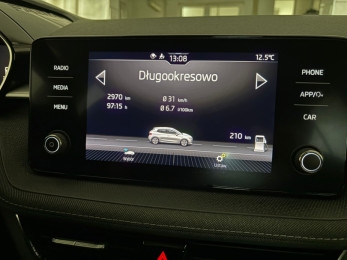 13:08 12.5°C
RADIO
MEDIA
MENU
Długookresowo
2970 km Ø 31 km/h
97:15 h Ø 6.7 l/100km
210 km
Wybór
PHONE
APP/
CAR